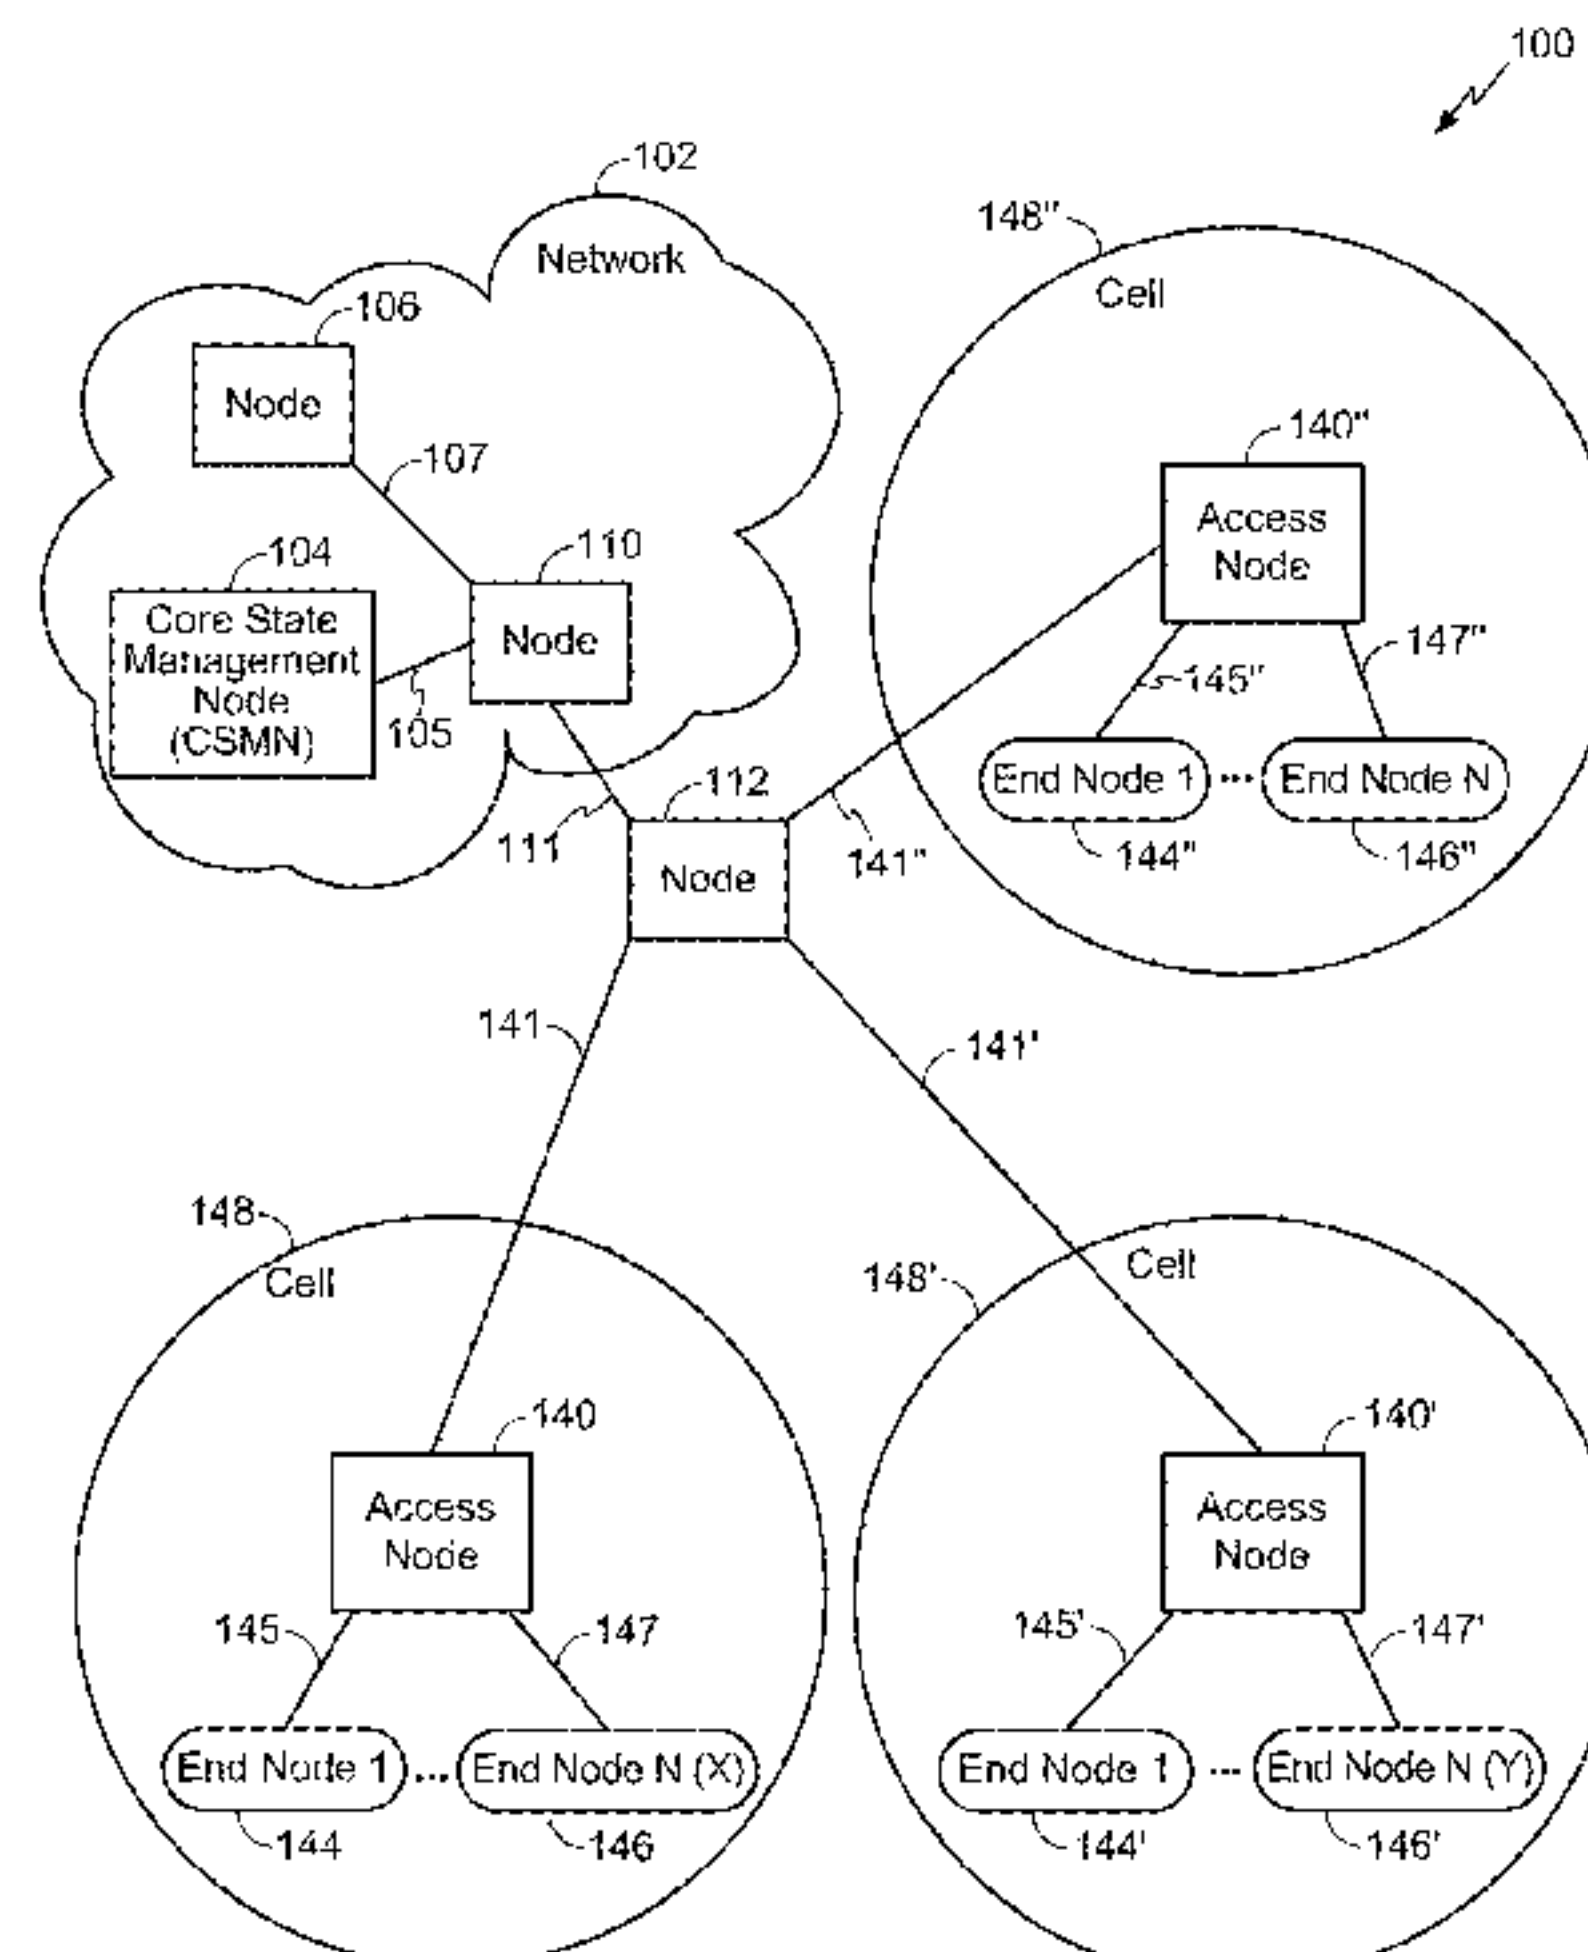 100
102
Network
106
Node
107
104
Core State
Management
Node
(CSMN)
105
110
Node
111
112
Node
148"
Cell
140"
Access
Node
145"
147"
End Node 1 ... End Node N
144"
146"
141"
141
141'
148
Cell
140
Access
Node
145
147
End Node 1 ... End Node N (X)
144
146
148'
Cell
140'
Access
Node
145'
147'
End Node 1 ... End Node N (Y)
144'
146'